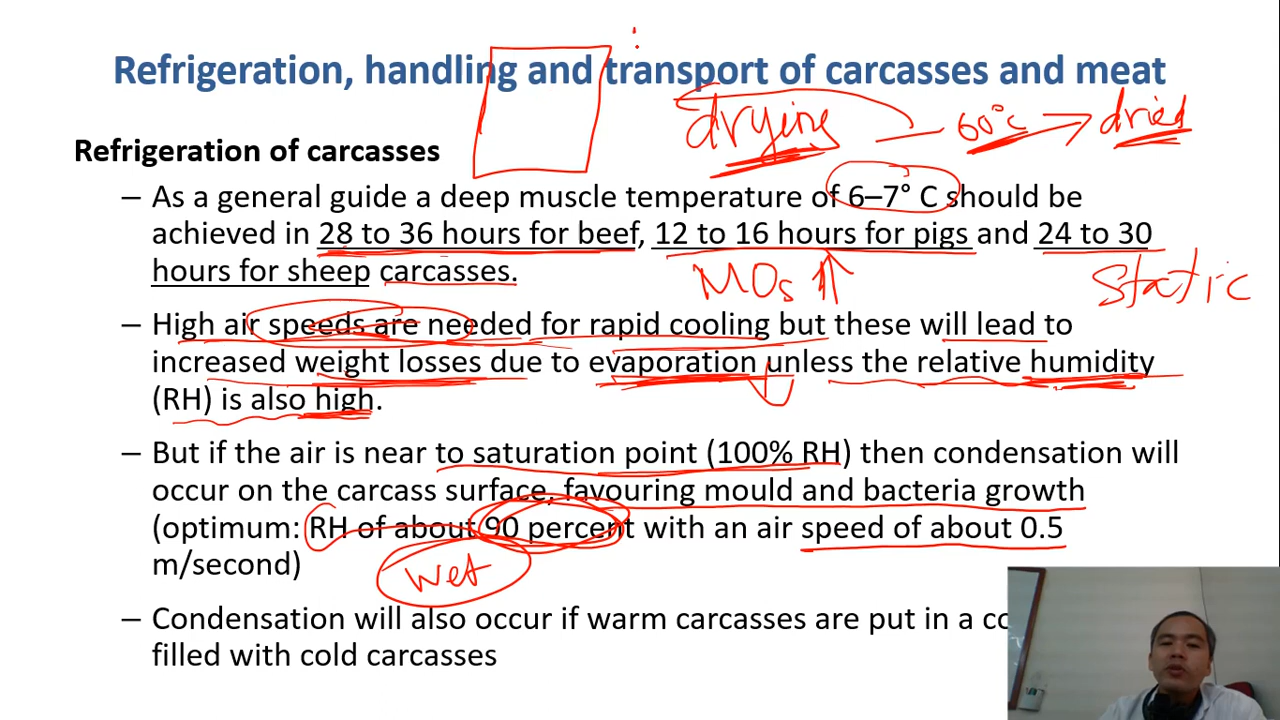 Refrigeration, handling and transport of carcasses and meat
drying 60°C dried
Refrigeration of carcasses
– As a general guide a deep muscle temperature of 6–7° C should be
achieved in 28 to 36 hours for beef, 12 to 16 hours for pigs and 24 to 30
hours for sheep carcasses.
MOs
Static
– High air speeds are needed for rapid cooling but these will lead to
increased weight losses due to evaporation unless the relative humidity
(RH) is also high.
– But if the air is near to saturation point (100% RH) then condensation will
occur on the carcass surface, favouring mould and bacteria growth
(optimum: RH of about 90 percent with an air speed of about 0.5
m/second)
wet
– Condensation will also occur if warm carcasses are put in a
filled with cold carcasses